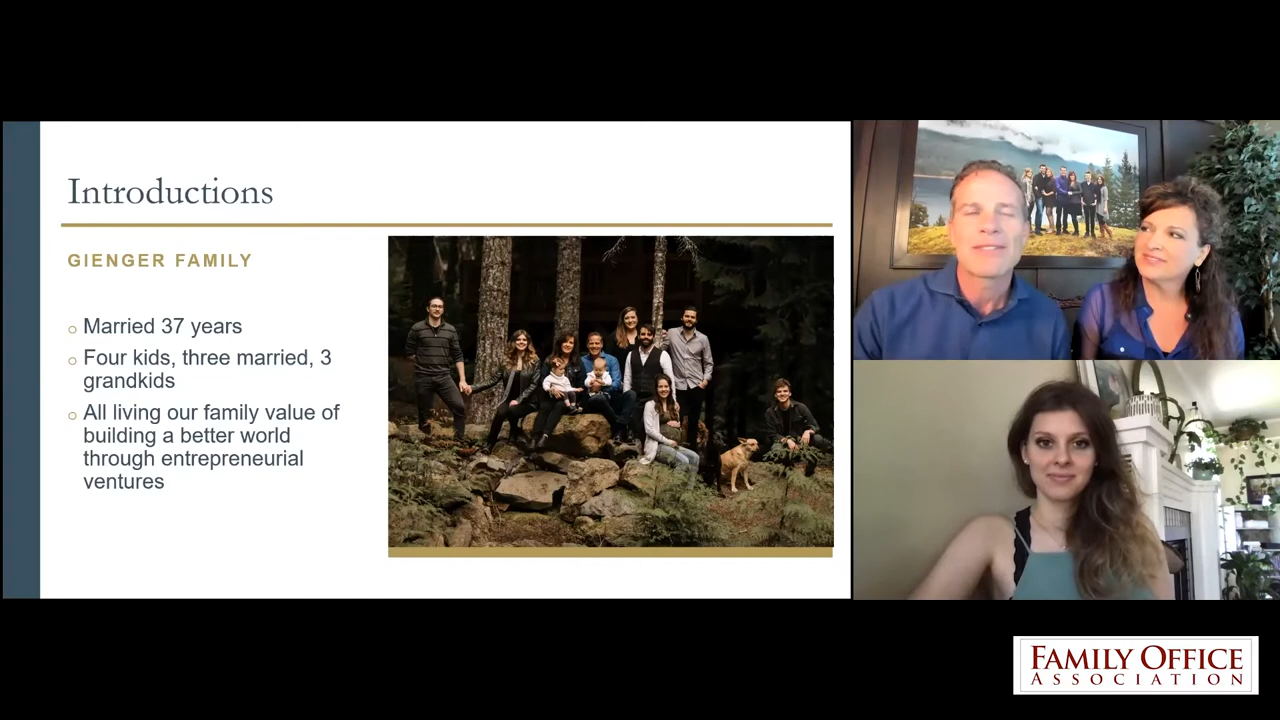 Introductions
GIENGER FAMILY
Married 37 years
Four kids, three married, 3
grandkids
All living our family value of
building a better world
through entrepreneurial
ventures
FAMILY OFFICE
ASSOCIATION